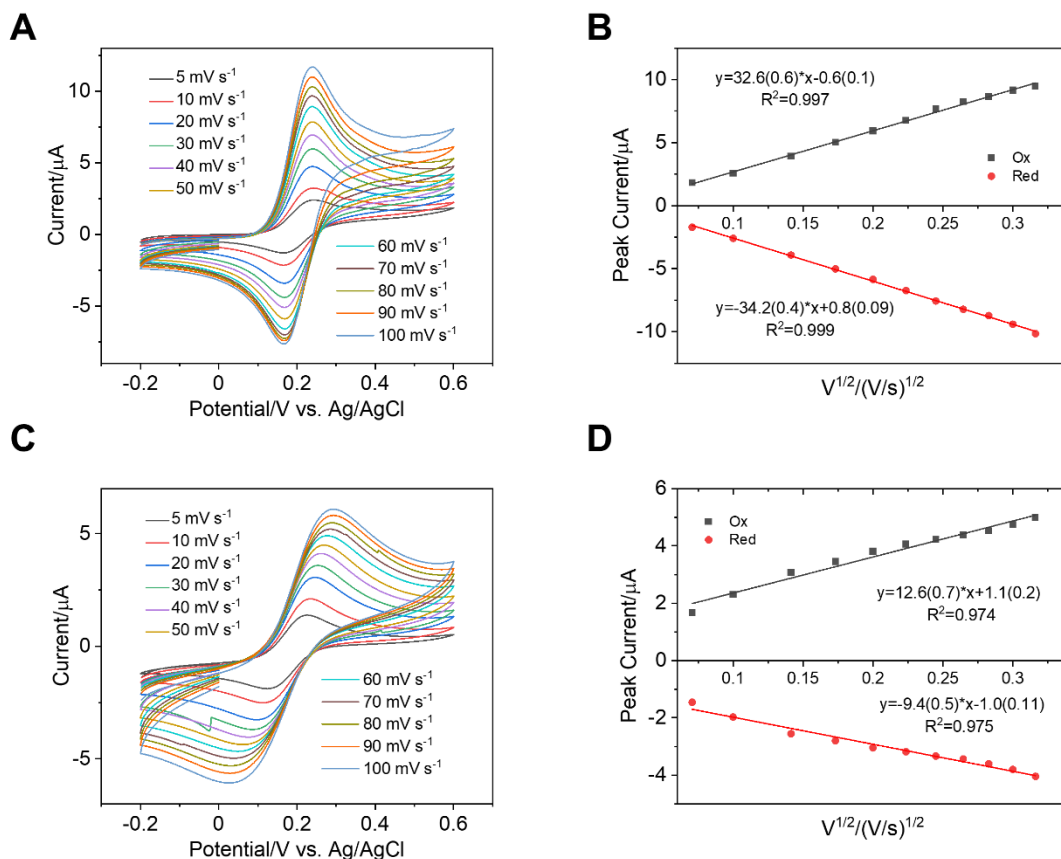 A
5 mV s⁻¹
10 mV s⁻¹
20 mV s⁻¹
30 mV s⁻¹
40 mV s⁻¹
50 mV s⁻¹
60 mV s⁻¹
70 mV s⁻¹
80 mV s⁻¹
90 mV s⁻¹
100 mV s⁻¹
10
5
0
-5
Current/μA
-0.2 0 0.2 0.4 0.6
Potential/V vs. Ag/AgCl
B
y=32.6(0.6)*x-0.6(0.1)
R²=0.997
Ox
Red
10
5
0
-5
-10
Peak Current/μA
0.1 0.15 0.2 0.25 0.3
y=-34.2(0.4)*x+0.8(0.09)
R²=0.999
V¹ᐟ²/(V/s)¹ᐟ²
C
5 mV s⁻¹
10 mV s⁻¹
20 mV s⁻¹
30 mV s⁻¹
40 mV s⁻¹
50 mV s⁻¹
60 mV s⁻¹
70 mV s⁻¹
80 mV s⁻¹
90 mV s⁻¹
100 mV s⁻¹
5
0
-5
Current/μA
-0.2 0 0.2 0.4 0.6
Potential/V vs. Ag/AgCl
D
Ox
Red
6
4
2
0
-2
-4
Peak Current/μA
y=12.6(0.7)*x+1.1(0.2)
R²=0.974
0.1 0.15 0.2 0.25 0.3
y=-9.4(0.5)*x-1.0(0.11)
R²=0.975
V¹ᐟ²/(V/s)¹ᐟ²